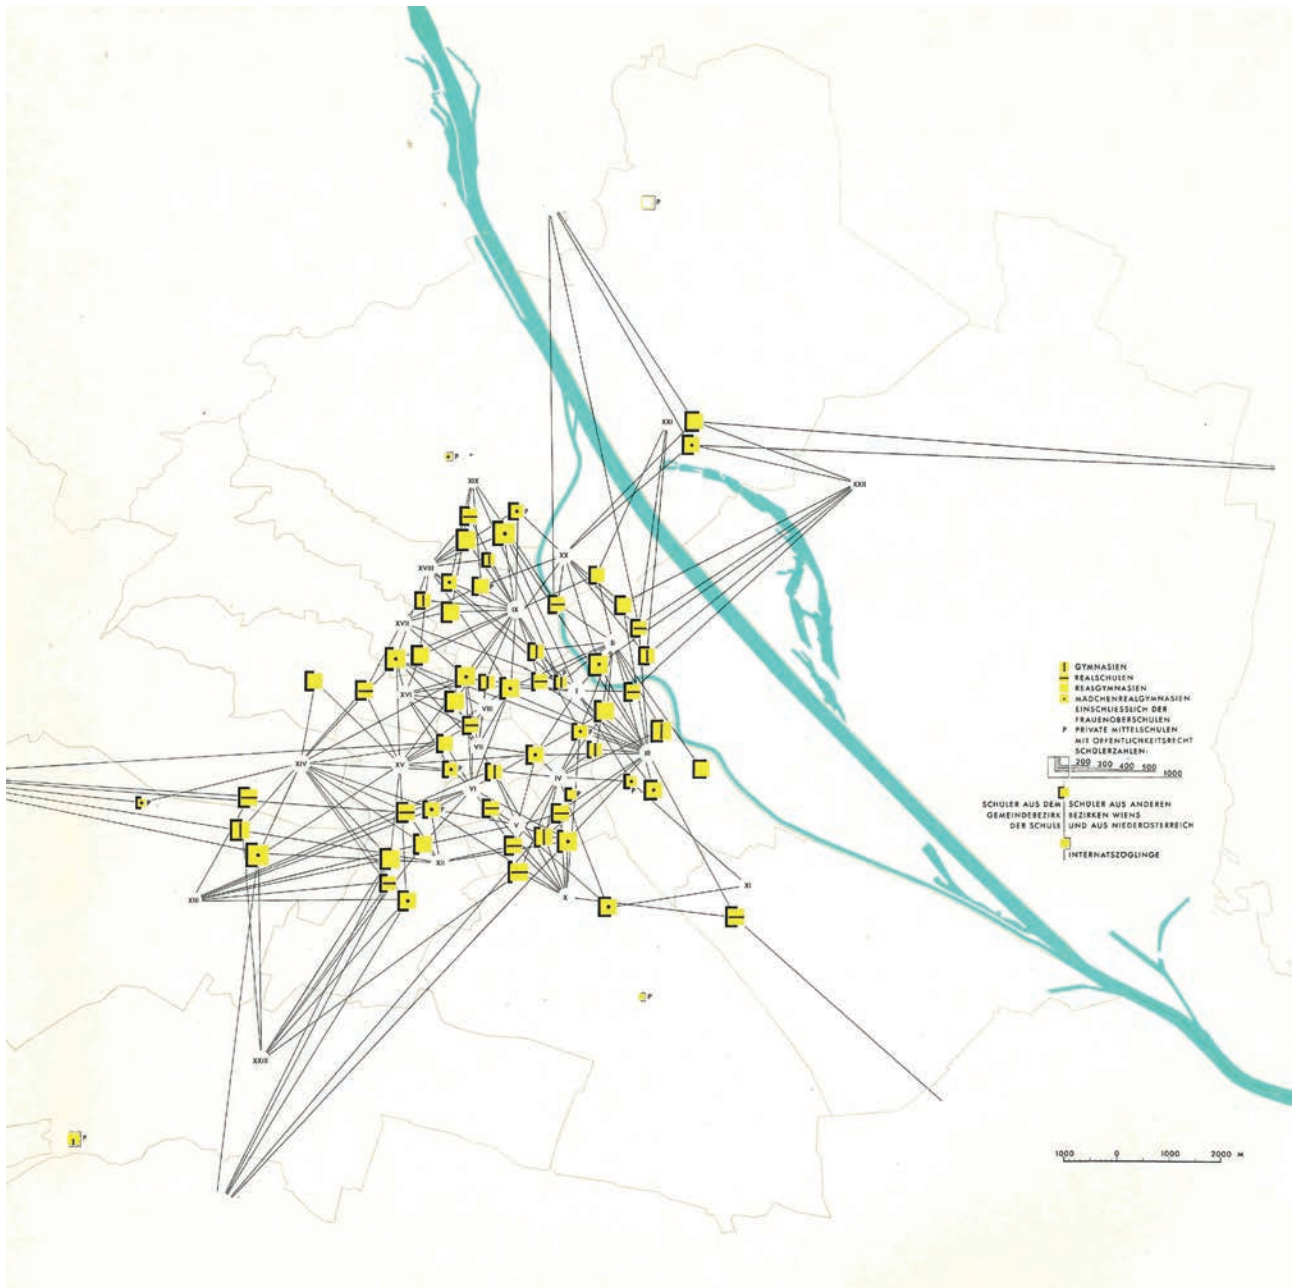 P
XXI
P
XIX
XXII
P
XX
XVIII
P
IX
XVII
II
XVI
I
VIII
P
VII
III
XIV
XV
IV
P
VI
P
P
P
V
XII
XI
XIII
X
P
XXIII
P
GYMNASIEN
REALSCHULEN
REALGYMNASIEN
MÄDCHENREALGYMNASIEN
EINSCHLIESSLICH DER
FRAUENOBERSCHULEN
P PRIVATE MITTELSCHULEN
MIT ÖFFENTLICHKEITSRECHT
SCHÜLERZAHLEN:
200 300 400 500
1000
SCHÜLER AUS DEM
GEMEINDEBEZIRK
DER SCHULE
SCHÜLER AUS ANDEREN
BEZIRKEN WIENS
UND AUS NIEDERÖSTERREICH
INTERNATSZÖGLINGE
1000 0 1000 2000 M